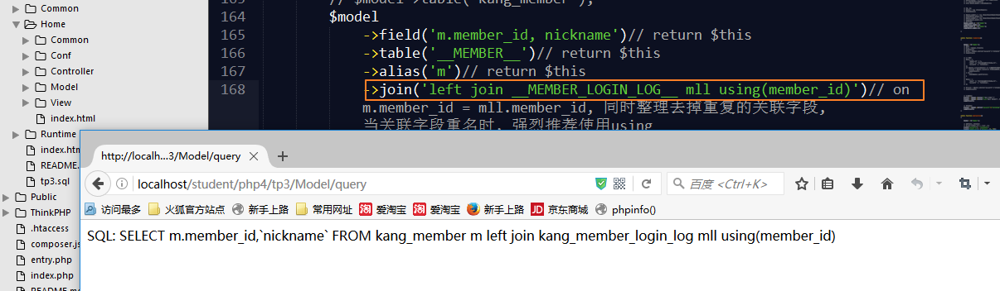 Common
Home
Common
Conf
Controller
Model
View
index.html
Runtime
index.htm
README.
tp3.sql
Public
ThinkPHP
.htaccess
composer.js
entry.php
index.php
164 $model
165 ->field('m.member_id, nickname')// return $this
166 ->table('__MEMBER__')// return $this
167 ->alias('m')// return $this
168 ->join('left join __MEMBER_LOGIN_LOG__ mll using(member_id)')// on
m.member_id = mll.member_id, 同时整理去掉重复的关联字段,
当关联字段重名时，强烈推荐使用using
http://localh...3/Model/query
localhost/student/php4/tp3/Model/query
百度 <Ctrl+K>
访问最多 火狐官方站点 新手上路 常用网址 爱淘宝 爱淘宝 新手上路 JD 京东商城 phpinfo()
SQL: SELECT m.member_id,`nickname` FROM kang_member m left join kang_member_login_log mll using(member_id)